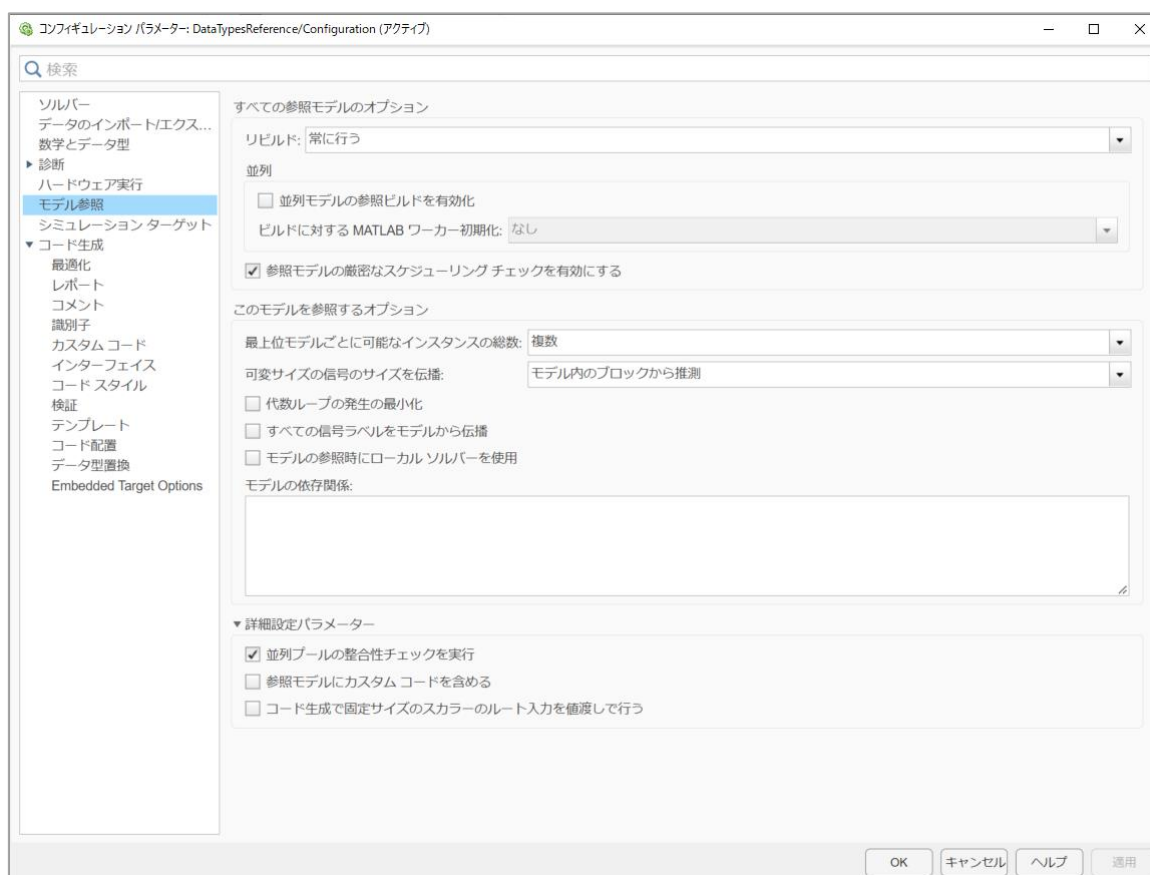 コンフィギュレーション パラメーター: DataTypesReference/Configuration (アクティブ)
検索
ソルバー
データのインポート/エクス...
数学とデータ型
診断
ハードウェア実行
モデル参照
シミュレーション ターゲット
コード生成
最適化
レポート
コメント
識別子
カスタム コード
インターフェイス
コード スタイル
検証
テンプレート
コード配置
データ型置換
Embedded Target Options
すべての参照モデルのオプション
リビルド: 常に行う
並列
並列モデルの参照ビルドを有効化
ビルドに対する MATLAB ワーカー初期化: なし
参照モデルの厳密なスケジューリング チェックを有効にする
このモデルを参照するオプション
最上位モデルごとに可能なインスタンスの総数: 複数
可変サイズの信号のサイズを伝播: モデル内のブロックから推測
代数ループの発生の最小化
すべての信号ラベルをモデルから伝播
モデルの参照時にローカル ソルバーを使用
モデルの依存関係:
詳細設定パラメーター
並列プールの整合性チェックを実行
参照モデルにカスタム コードを含める
コード生成で固定サイズのスカラーのルート入力を値渡しで行う
OK キャンセル ヘルプ 適用